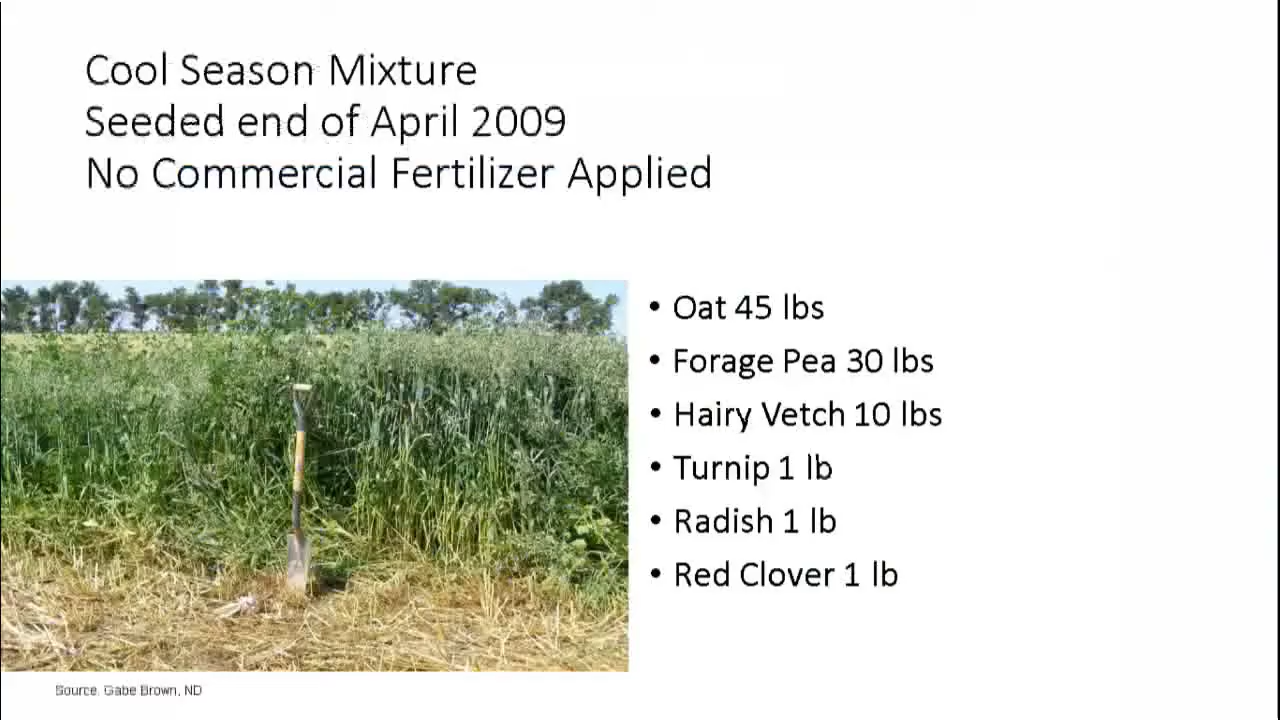 Cool Season Mixture
Seeded end of April 2009
No Commercial Fertilizer Applied
• Oat 45 lbs
• Forage Pea 30 lbs
• Hairy Vetch 10 lbs
• Turnip 1 lb
• Radish 1 lb
• Red Clover 1 lb
Source. Gabe Brown, ND